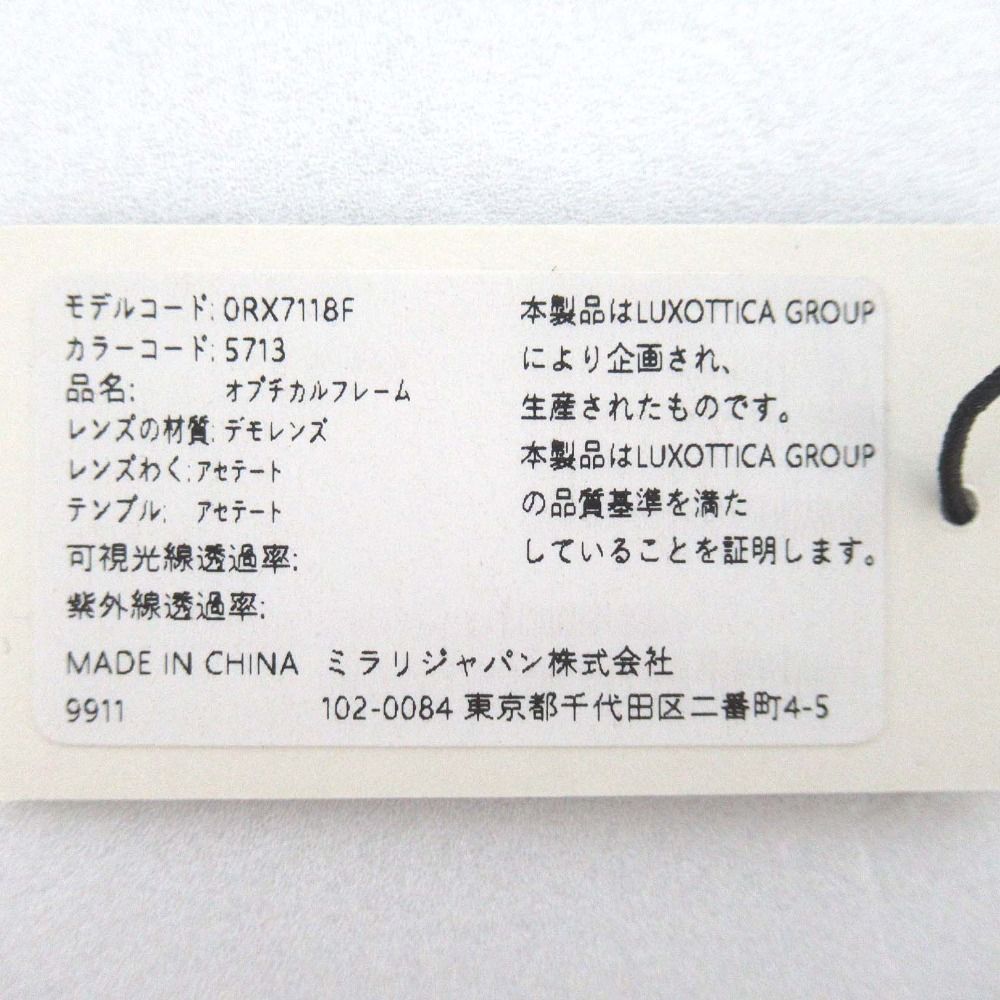 モデルコード: 0RX7118F
カラーコード: 5713
品名: オプチカルフレーム
レンズの材質: デモレンズ
レンズわく: アセテート
テンプル: アセテート
可視光線透過率:
紫外線透過率:
本製品はLUXOTTICA GROUP
により企画され、
生産されたものです。
本製品はLUXOTTICA GROUP
の品質基準を満た
していることを証明します。
MADE IN CHINA ミラリジャパン株式会社
9911 102-0084 東京都千代田区二番町4-5